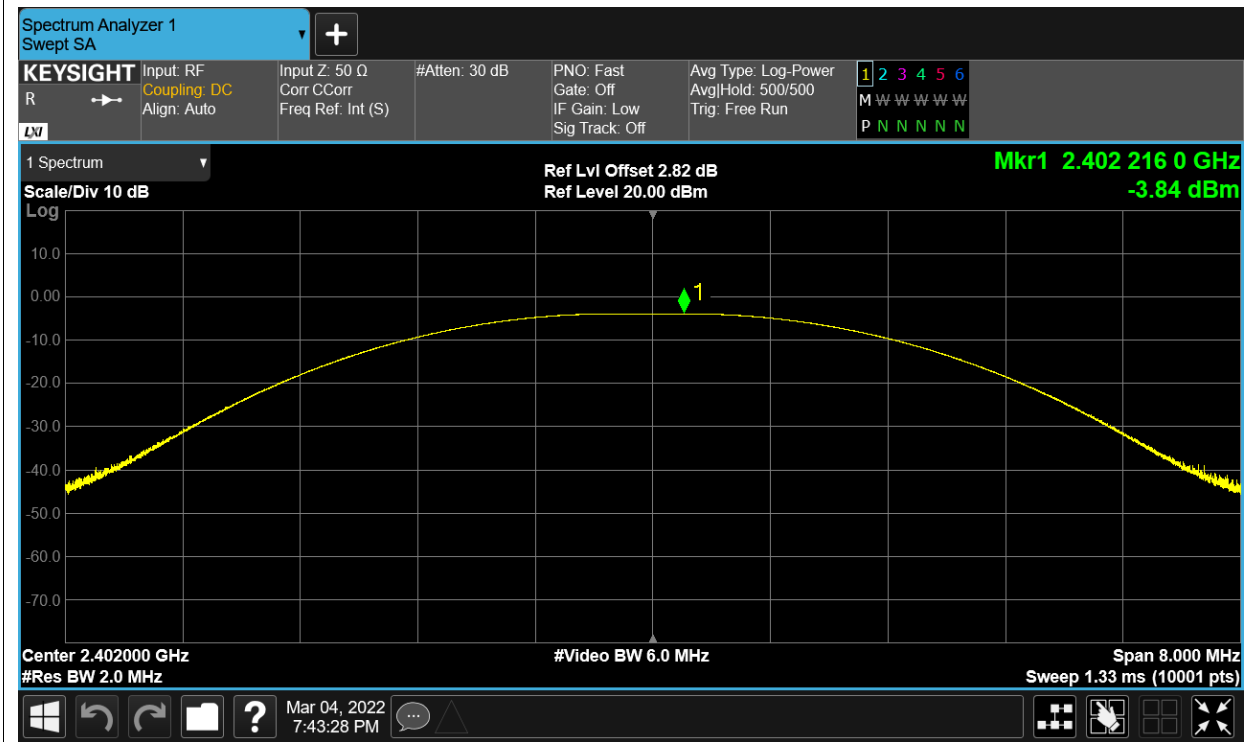 Spectrum Analyzer 1
Swept SA
+
KEYSIGHT
R
LXI
Input: RF
Coupling: DC
Align: Auto
Input Z: 50 Ω
Corr CCorr
Freq Ref: Int (S)
#Atten: 30 dB
PNO: Fast
Gate: Off
IF Gain: Low
Sig Track: Off
Avg Type: Log-Power
Avg|Hold: 500/500
Trig: Free Run
1 2 3 4 5 6
M W W W W W
P N N N N N
1 Spectrum
Scale/Div 10 dB
Log
Ref Lvl Offset 2.82 dB
Ref Level 20.00 dBm
Mkr1 2.402 216 0 GHz
-3.84 dBm
10.0
0.00
-10.0
-20.0
-30.0
-40.0
-50.0
-60.0
-70.0
1
Center 2.402000 GHz
#Res BW 2.0 MHz
#Video BW 6.0 MHz
Span 8.000 MHz
Sweep 1.33 ms (10001 pts)
?
Mar 04, 2022
7:43:28 PM